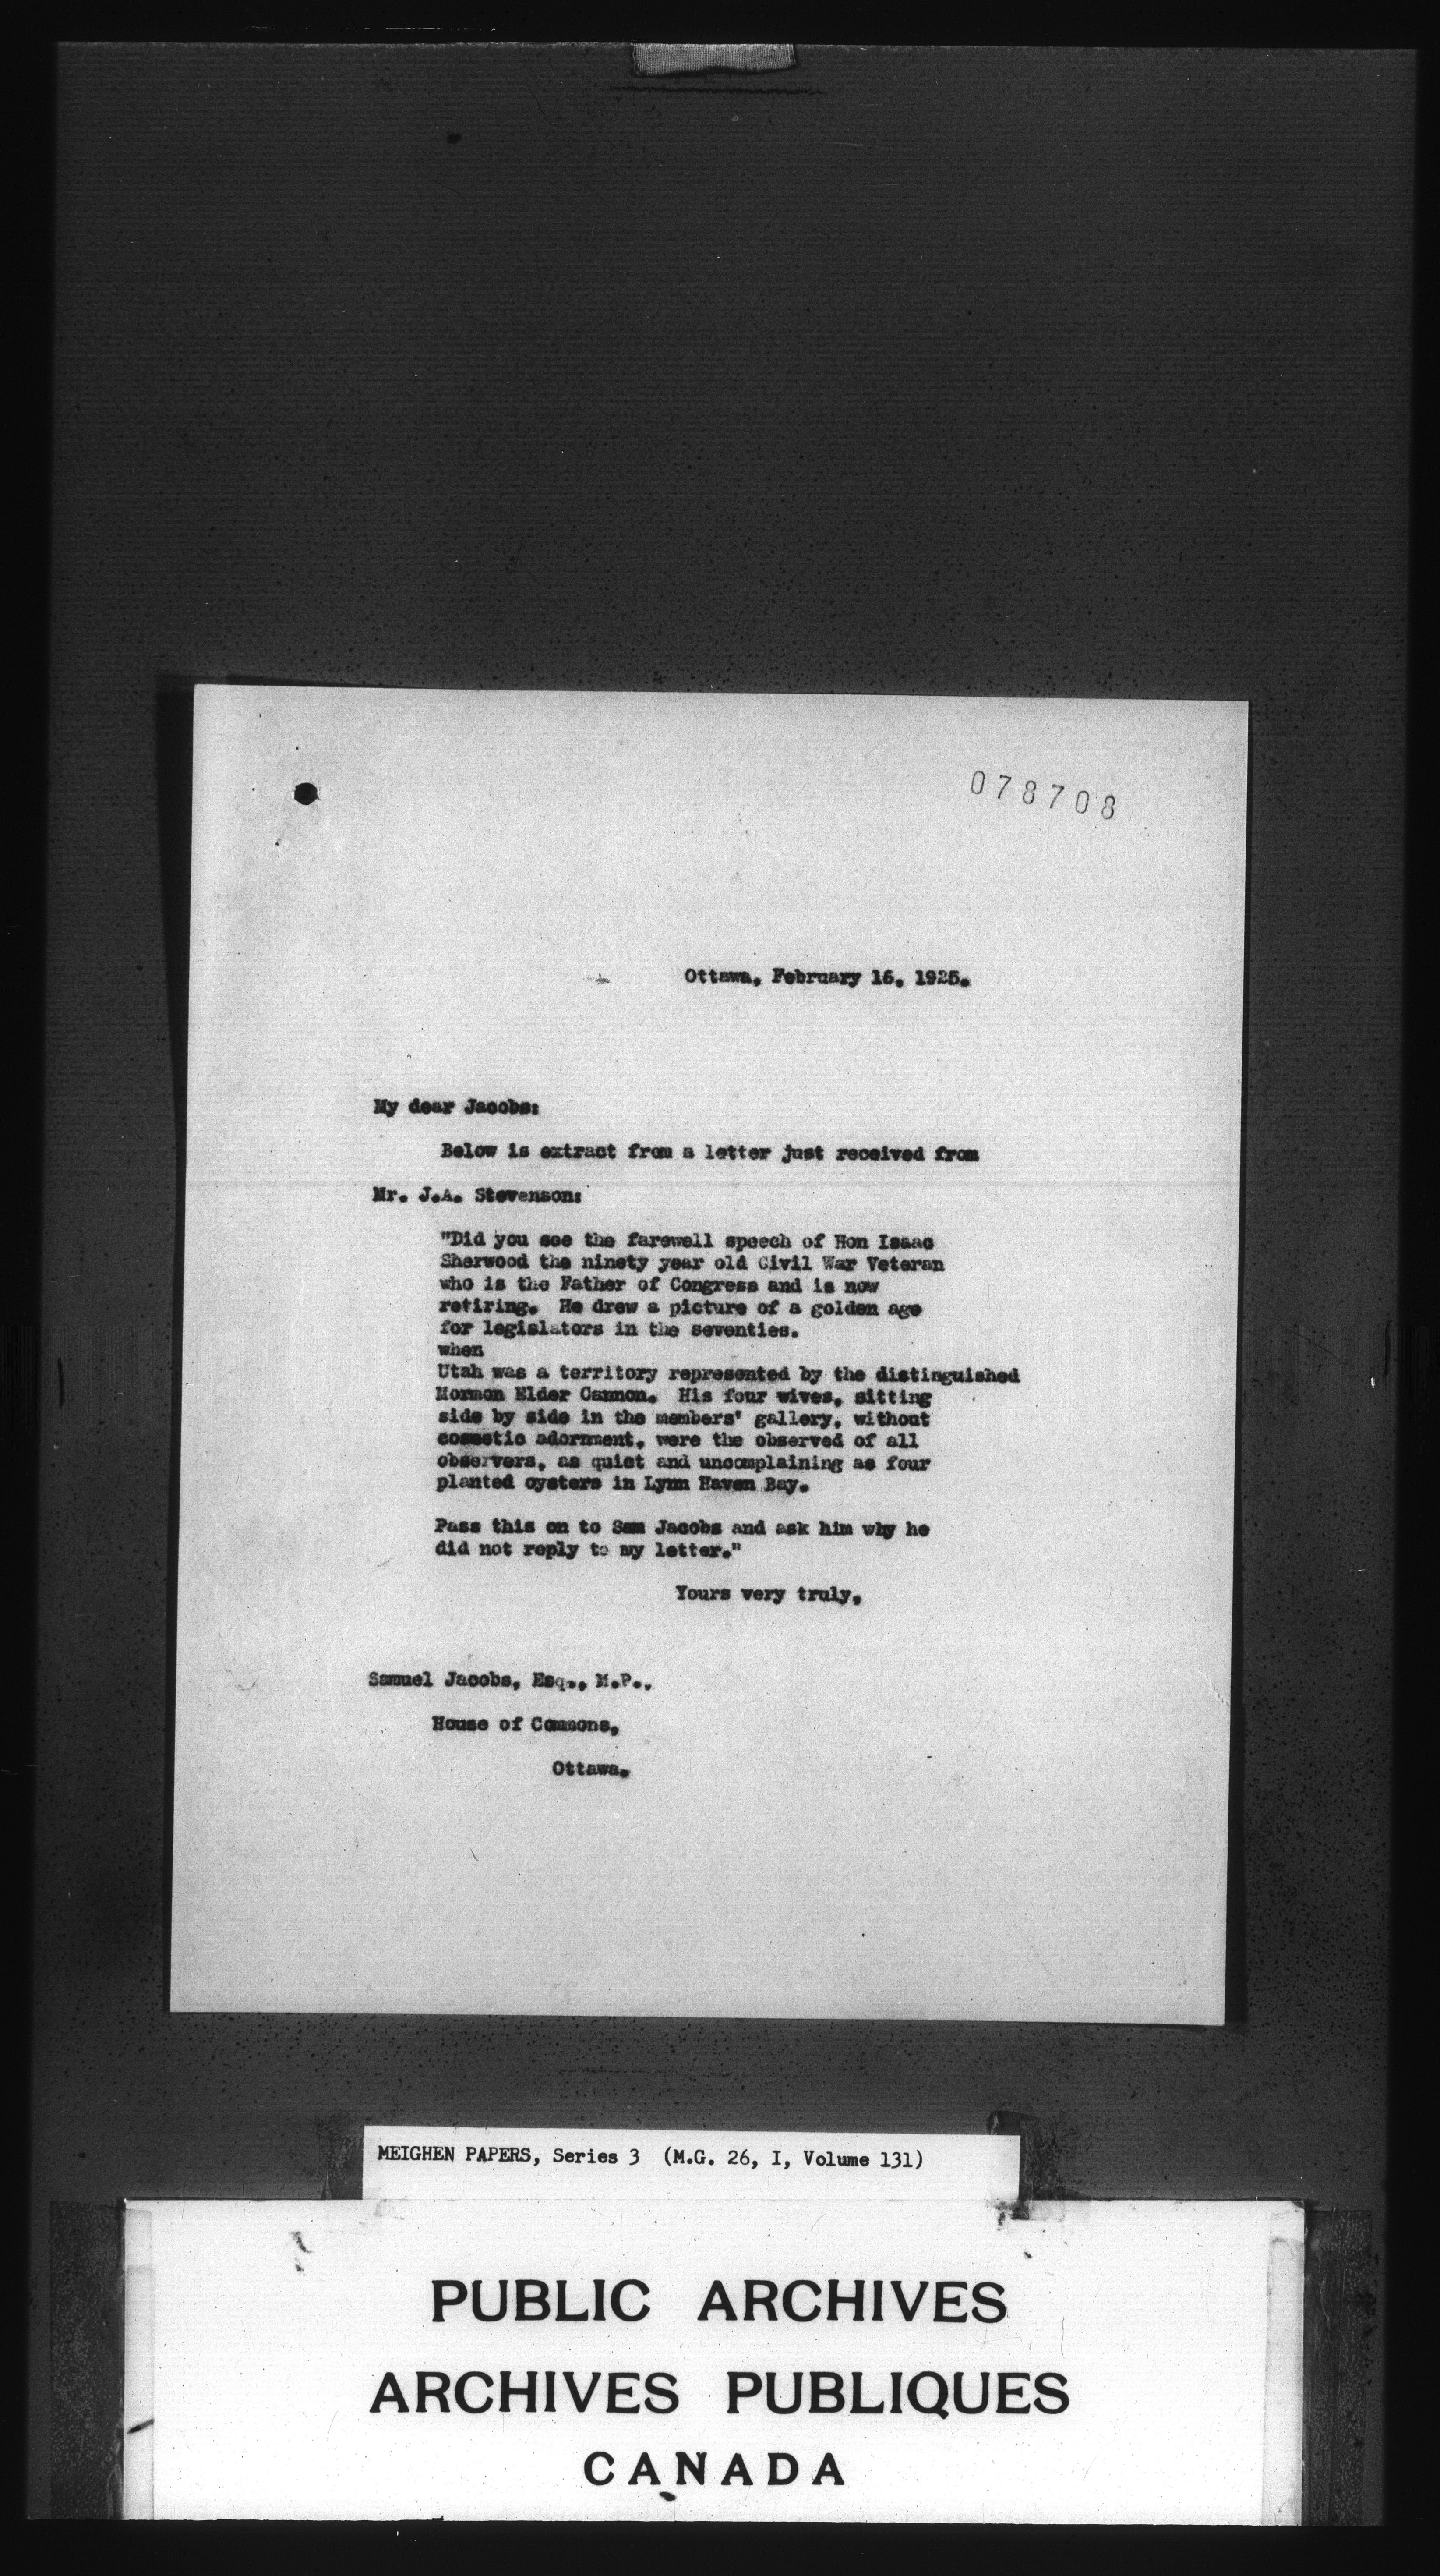 078708
Ottawa, February 16, 1925.
My dear Jacobs:
Below is extract from a letter just received from
Mr. J.A. Stevenson:
"Did you see the farewell speech of Hon Isaac
Sherwood the ninety year old Civil War Veteran
who is the Father of Congress and is now
retiring. He drew a picture of a golden age
for legislators in the seventies.
when
Utah was a territory represented by the distinguished
Mormon Elder Cannon. His four wives, sitting
side by side in the members' gallery, without
cosmetic adornment, were the observed of all
observers, as quiet and uncomplaining as four
planted oysters in Lynn Haven Bay.
Pass this on to Sam Jacobs and ask him why he
did not reply to my letter."
Yours very truly,
Samuel Jacobs, Esq., M.P.,
House of Commons,
Ottawa.
MEIGHEN PAPERS, Series 3 (M.G. 26, I, Volume 131)
PUBLIC ARCHIVES
ARCHIVES PUBLIQUES
CANADA